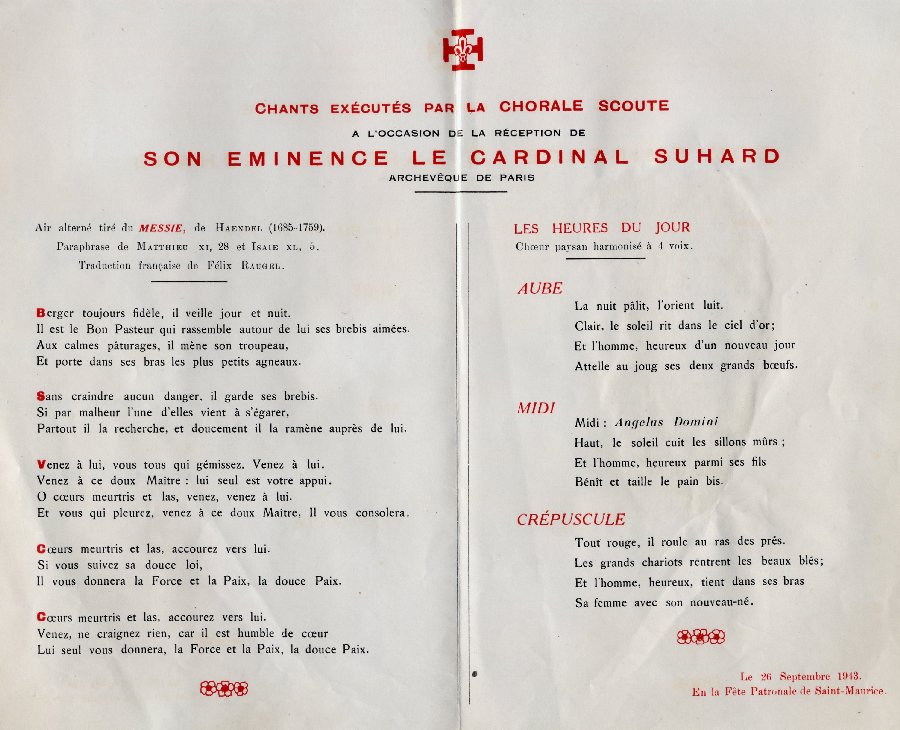 CHANTS EXÉCUTÉS PAR LA CHORALE SCOUTE
A L'OCCASION DE LA RÉCEPTION DE
SON EMINENCE LE CARDINAL SUHARD
ARCHEVÊQUE DE PARIS
Air alterné tiré du MESSIE, de HAENDEL (1685-1759).
Paraphrase de MATTHIEU XI, 28 et ISAIE XL, 5.
Traduction française de Félix RAUGEL.
Berger toujours fidèle, il veille jour et nuit.
Il est le Bon Pasteur qui rassemble autour de lui ses brebis aimées.
Aux calmes pâturages, il mène son troupeau,
Et porte dans ses bras les plus petits agneaux.
Sans craindre aucun danger, il garde ses brebis.
Si par malheur l'une d'elles vient à s'égarer,
Partout il la recherche, et doucement il la ramène auprès de lui.
Venez à lui, vous tous qui gémissez. Venez à lui.
Venez à ce doux Maître : lui seul est votre appui.
O cœurs meurtris et las, venez, venez à lui.
Et vous qui pleurez, venez à ce doux Maître, Il vous consolera.
Cœurs meurtris et las, accourez vers lui.
Si vous suivez sa douce loi,
Il vous donnera la Force et la Paix, la douce Paix.
Cœurs meurtris et las, accourez vers lui.
Venez, ne craignez rien, car il est humble de cœur
Lui seul vous donnera, la Force et la Paix, la douce Paix.
LES HEURES DU JOUR
Chœur paysan harmonisé à 4 voix.
AUBE
La nuit pâlit, l'orient luit.
Clair, le soleil rit dans le ciel d'or;
Et l'homme, heureux d'un nouveau jour
Attelle au joug ses deux grands bœufs.
MIDI
Midi : Angelus Domini
Haut, le soleil cuit les sillons mûrs ;
Et l'homme, heureux parmi ses fils
Bénît et taille le pain bis.
CRÉPUSCULE
Tout rouge, il roule au ras des prés.
Les grands chariots rentrent les beaux blés;
Et l'homme, heureux, tient dans ses bras
Sa femme avec son nouveau-né.
Le 26 Septembre 1943.
En la Fête Patronale de Saint-Maurice.